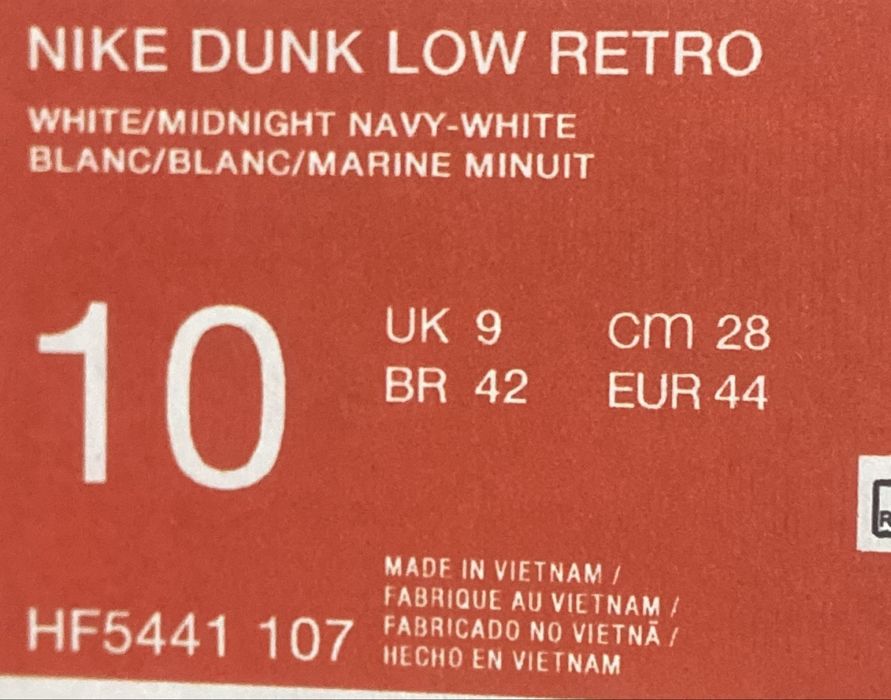 NIKE DUNK LOW RETRO
WHITE/MIDNIGHT NAVY-WHITE
BLANC/BLANC/MARINE MINUIT
10
UK 9 cm 28
BR 42 EUR 44
MADE IN VIETNAM /
FABRIQUE AU VIETNAM /
FABRICADO NO VIETNÃ /
HECHO EN VIETNAM
HF5441 107
R